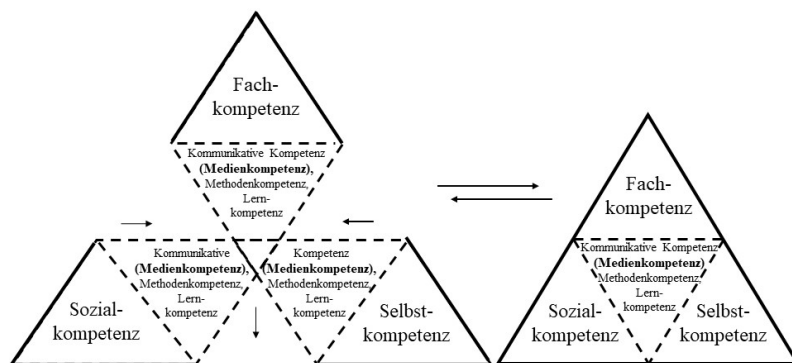 Fach-
kompetenz
Kommunikative Kompetenz
(Medienkompetenz),
Methodenkompetenz,
Lern-
kompetenz
Kommunikative
(Medienkompetenz),
Methodenkompetenz,
Lern-
kompetenz
Kompetenz
(Medienkompetenz),
Methodenkompetenz,
Lern-
kompetenz
Sozial-
kompetenz
Selbst-
kompetenz
Fach-
kompetenz
Kommunikative Kompetenz
(Medienkompetenz)
Methodenkompetenz,
Lern-
kompetenz
Sozial-
kompetenz
Selbst-
kompetenz